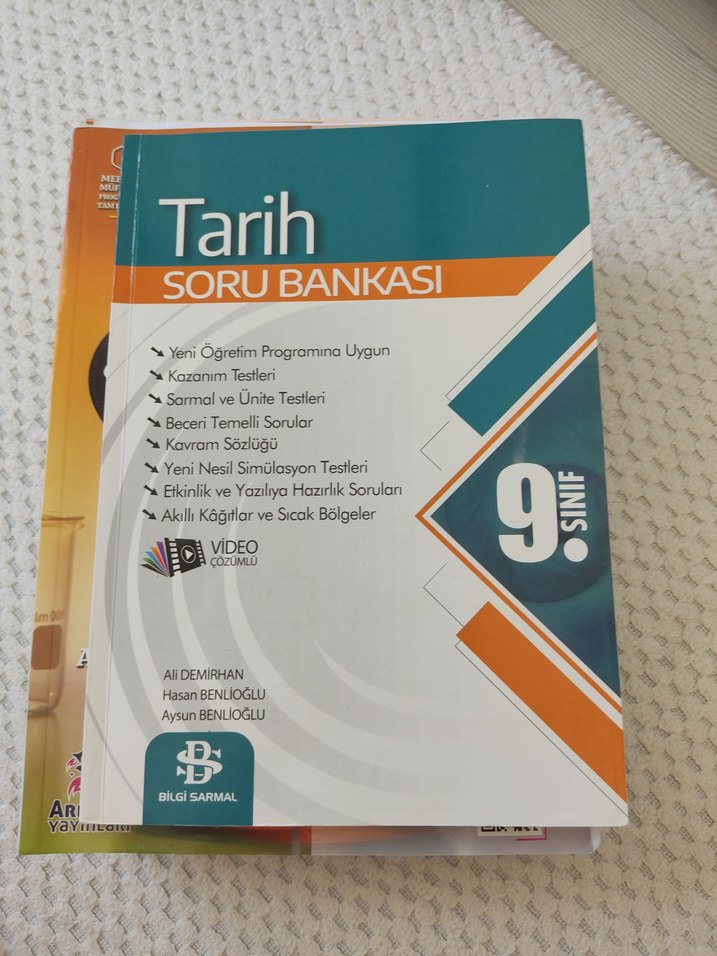 Tarih
SORU BANKASI
Yeni Öğretim Programına Uygun
Kazanım Testleri
Sarmal ve Ünite Testleri
Beceri Temelli Sorular
Kavram Sözlüğü
Yeni Nesil Simülasyon Testleri
Etkinlik ve Yazılıya Hazırlık Soruları
Akıllı Kâğıtlar ve Sıcak Bölgeler
VİDEO
ÇÖZÜMLÜ
9.
SINIF
Ali DEMİRHAN
Hasan BENLİOĞLU
Aysun BENLİOĞLU
BS
BİLGİ SARMAL
YAYINLARI